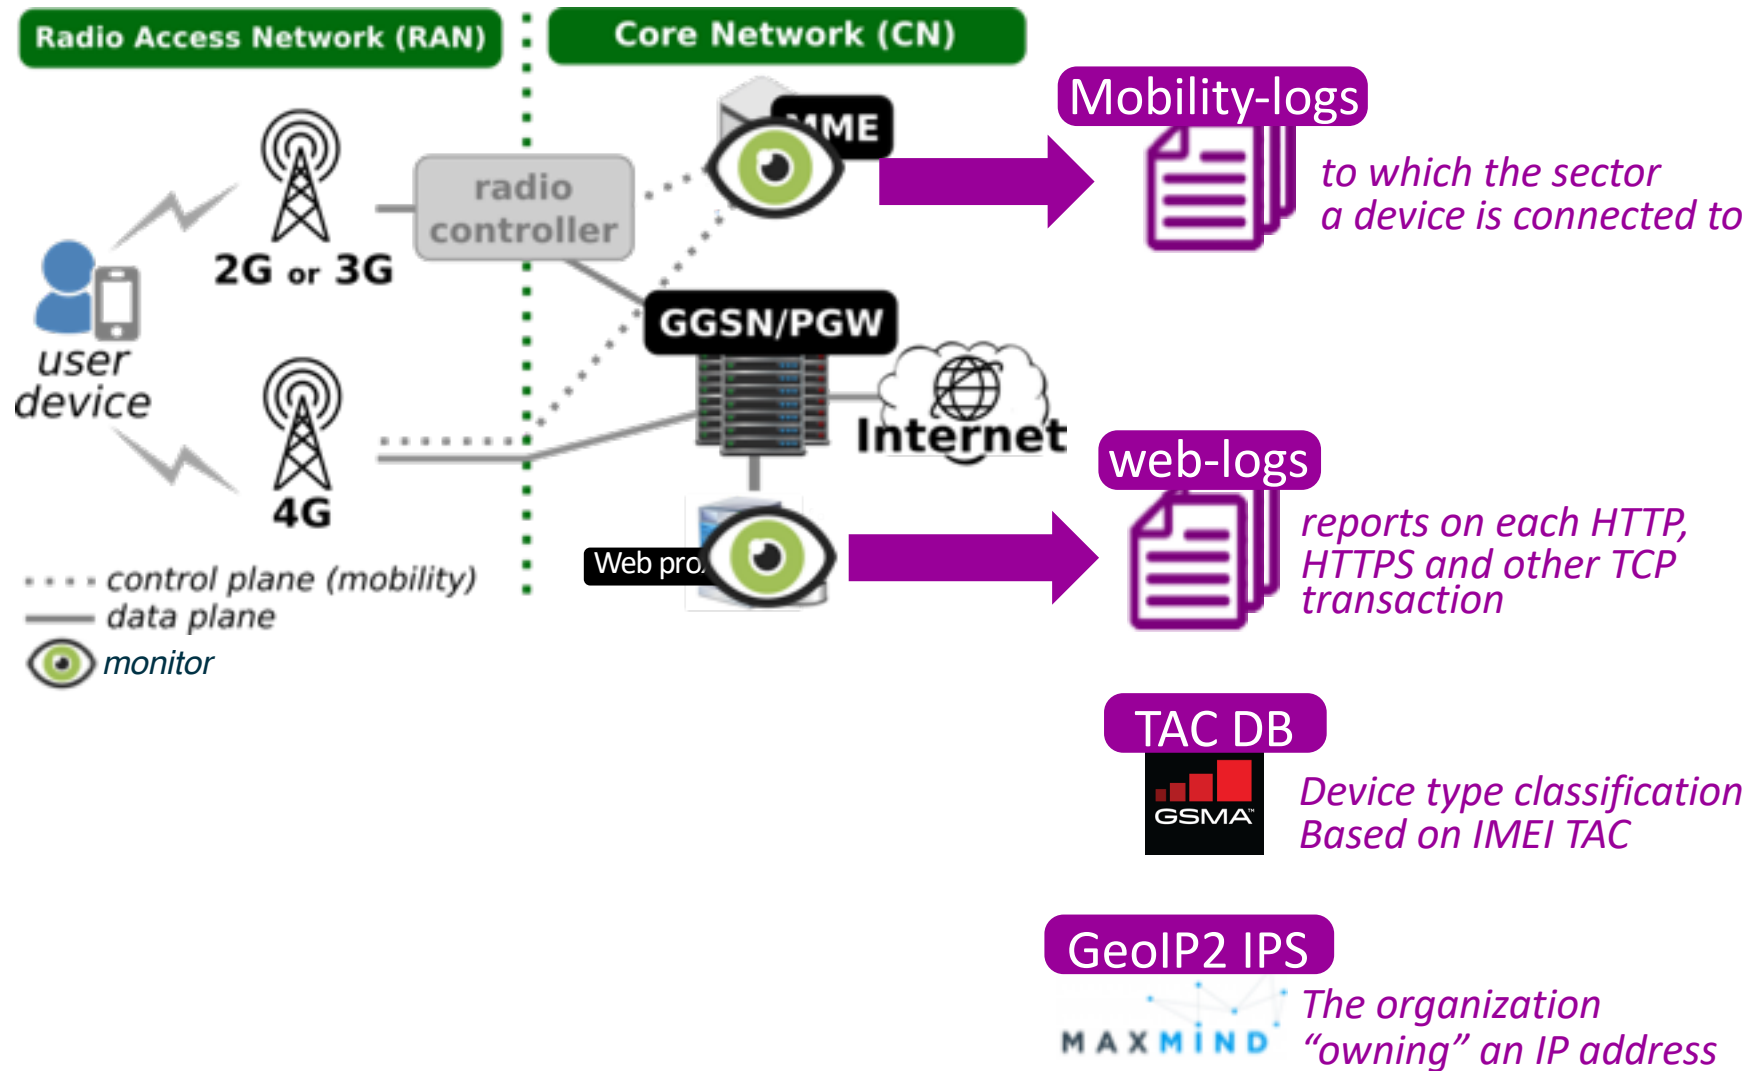 Radio Access Network (RAN)
Core Network (CN)
Mobility-logs
MME
to which the sector
a device is connected to
radio
controller
2G or 3G
GGSN/PGW
user
device
Internet
4G
web-logs
reports on each HTTP,
HTTPS and other TCP
transaction
Web
control plane (mobility)
data plane
monitor
TAC DB
GSMA™
Device type classification
Based on IMEI TAC
GeoIP2 IPS
MAXMIND
The organization
“owning” an IP address